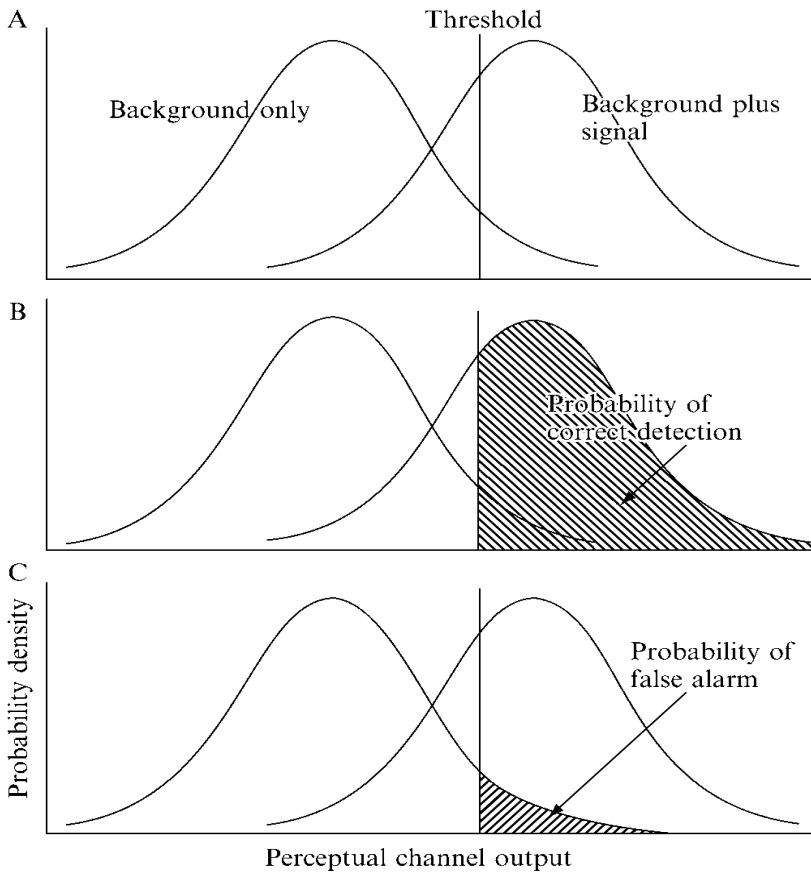 A
Threshold
Background only
Background plus
signal
B
Probability of
correct detection
C
Probability density
Probability of
false alarm
Perceptual channel output